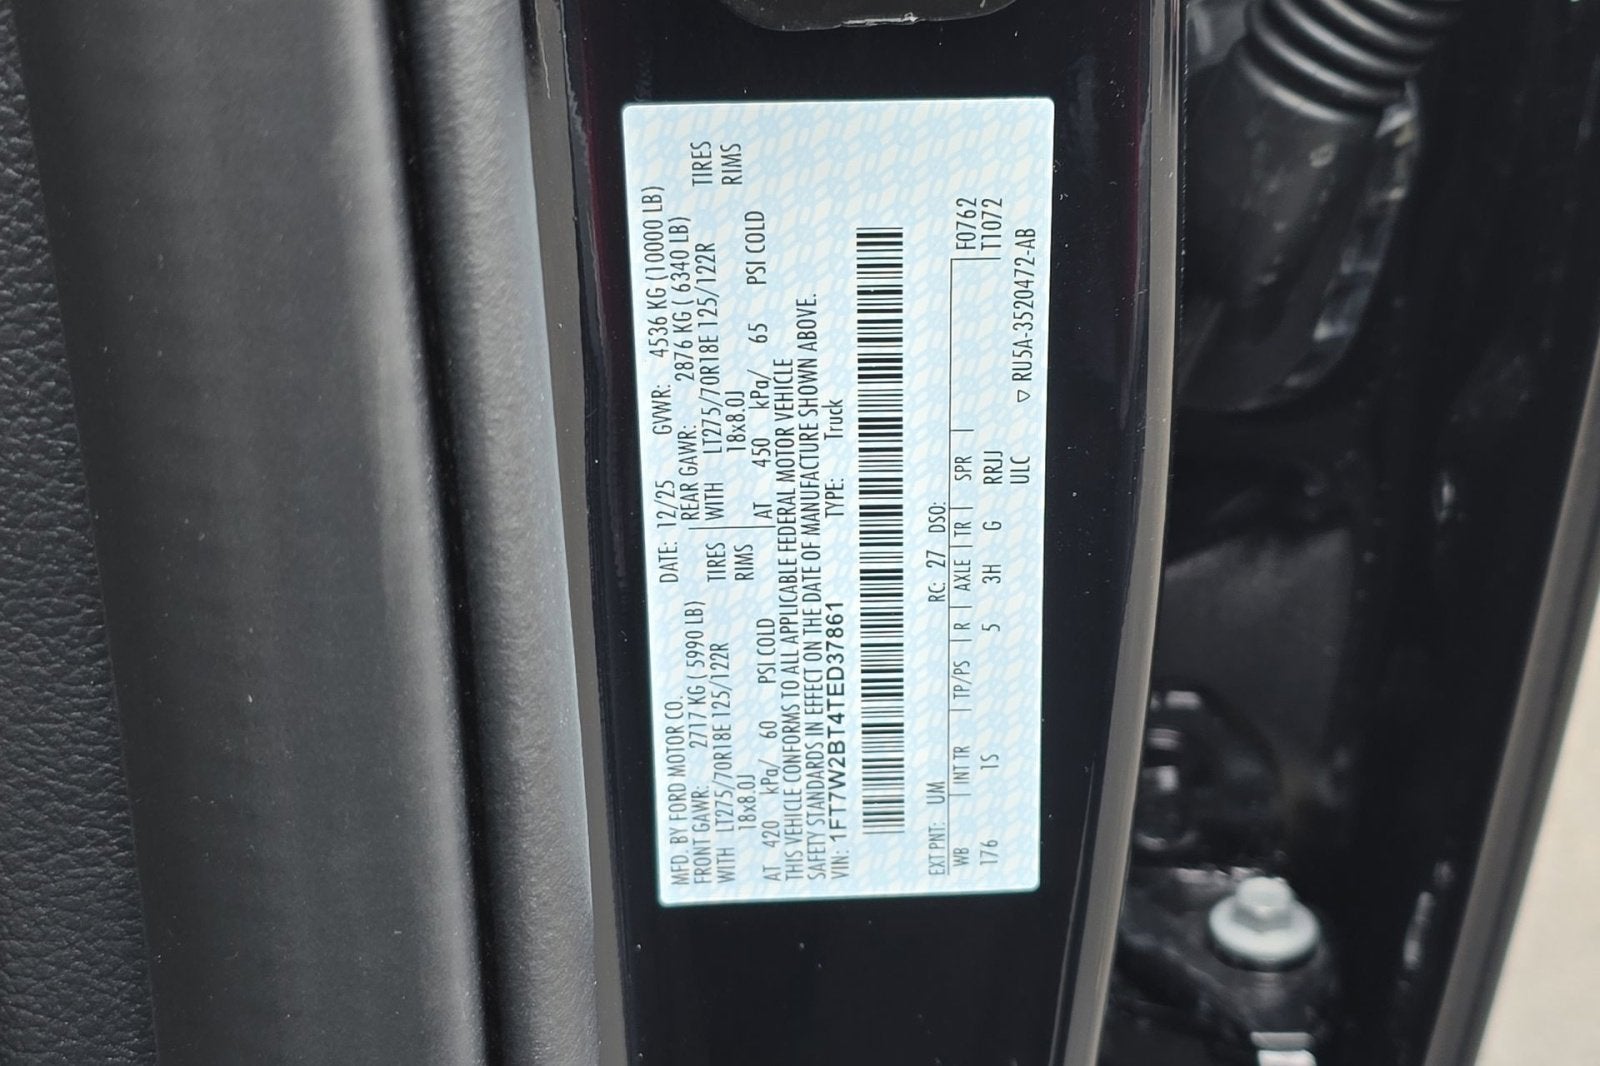 MFD. BY FORD MOTOR CO. DATE: 12/25 GVWR: 4536 KG (10000 LB)
FRONT GAWR: 2717 KG ( 5990 LB) REAR GAWR: 2876 KG ( 6340 LB)
WITH LT275/70R18E 125/122R TIRES WITH LT275/70R18E 125/122R TIRES
18x8.0J RIMS 18x8.0J RIMS
AT 420 kPa/ 60 PSI COLD AT 450 kPa/ 65 PSI COLD
THIS VEHICLE CONFORMS TO ALL APPLICABLE FEDERAL MOTOR VEHICLE
SAFETY STANDARDS IN EFFECT ON THE DATE OF MANUFACTURE SHOWN ABOVE.
VIN: 1FT7W2BT4TED37861 TYPE: Truck
EXT PNT: UM RC: 27 DSO: F0762
WB | INT TR | TP/PS | R | AXLE | TR | SPR | T1072
176 1S 5 3H G RRJJ
ULC ▽ RU5A-3520472-AB